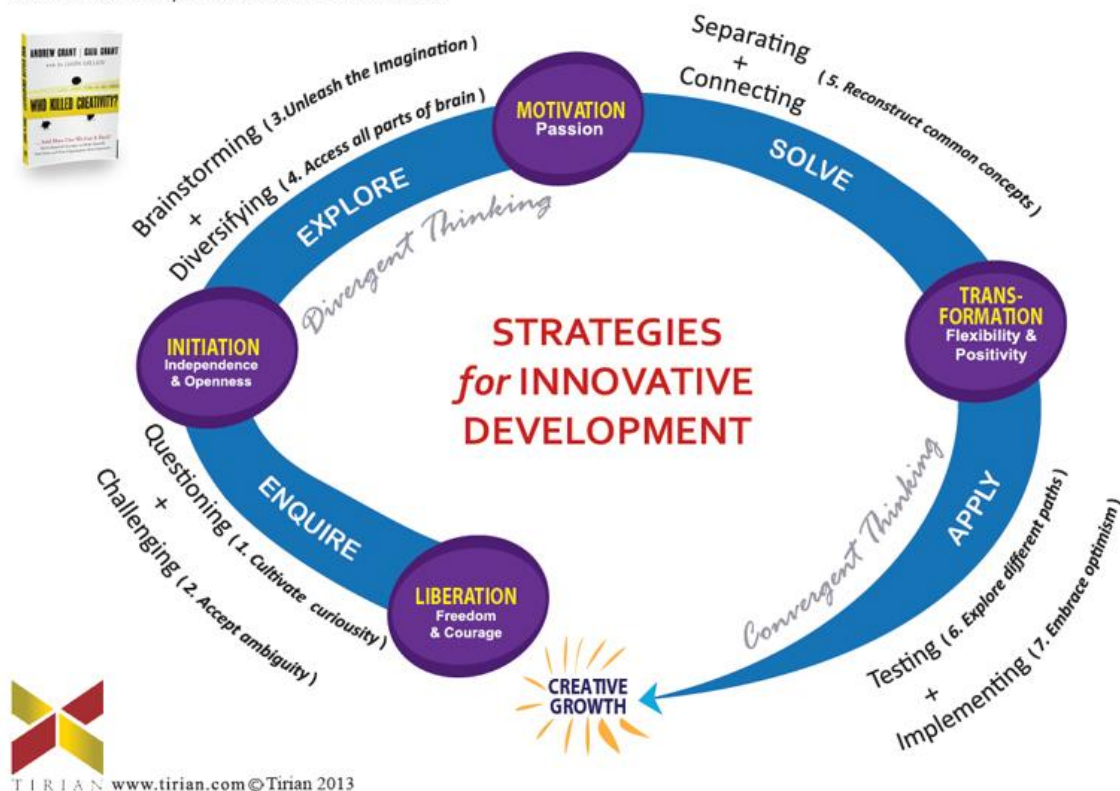 ANDREW GRANT | GAIA GRANT
WHO KILLED CREATIVITY?
Brainstorming (3.Unleash the Imagination)
+
Diversifying (4. Access all parts of brain)
EXPLORE
Divergent Thinking
MOTIVATION
Passion
Separating
+
Connecting
(5. Reconstruct common concepts)
SOLVE
TRANS-
FORMATION
Flexibility &
Positivity
INITIATION
Independence
& Openness
STRATEGIES
for INNOVATIVE
DEVELOPMENT
Questioning (1. Cultivate curiousity)
+
Challenging (2. Accept ambiguity)
ENQUIRE
LIBERATION
Freedom
& Courage
Convergent Thinking
APPLY
Testing (6. Explore different paths)
+
Implementing (7. Embrace optimism)
CREATIVE
GROWTH
TIRIAN www.tirian.com © Tirian 2013